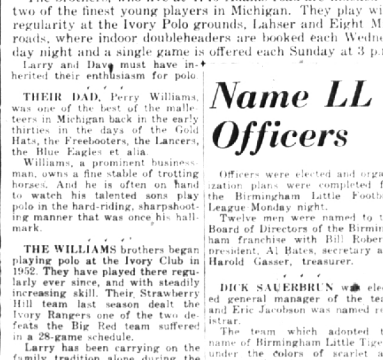 two of the finest young players in Michigan. They play wi
regularity at the Ivory Polo grounds, Lahser and Eight M
roads, where indoor doubleheaders are booked each Wedne
day night and a single game is offered each Sunday at 3 p.
Larry and Dave must have in-
herited their enthusiasm for polo.
THEIR DAD, Perry Williams,
was one of the best of the malle-
teers in Michigan back in the early
thirties in the days of the Gold
Hats, the Freebooters, the Lancers,
the Blue Eagles et alia.
Williams, a prominent business-
man, owns a fine stable of trotting
horses. And he is often on hand
to watch his talented sons play
polo in the hard-riding, sharpshoot-
ing manner that was once his hall-
mark.
THE WILLIAMS brothers began
playing polo at the Ivory Club in
1952. They have played there regu-
larly ever since, and with steadily
increasing skill. Their Strawberry
Hill team last season dealt the
Ivory Rangers one of the two de-
feats the Big Red team suffered
in a 28-game schedule.
Larry has been carrying on the
family tradition alone during the
Name LL
Officers
Officers were elected and orga
ization plans were completed f
the Birmingham Little Footb
League Monday night.
Twelve men were named to t
Board of Directors of the Birmin
ham franchise with Bill Rober
president, Al Bates, secretary a
Harold Gasser, treasurer.
DICK SAUERBRUN was ele
ed general manager of the tea
and Eric Jacobson was named re
istrar.
The team which adopted t
name of Birmingham Little Tige
under the colors of scarlet